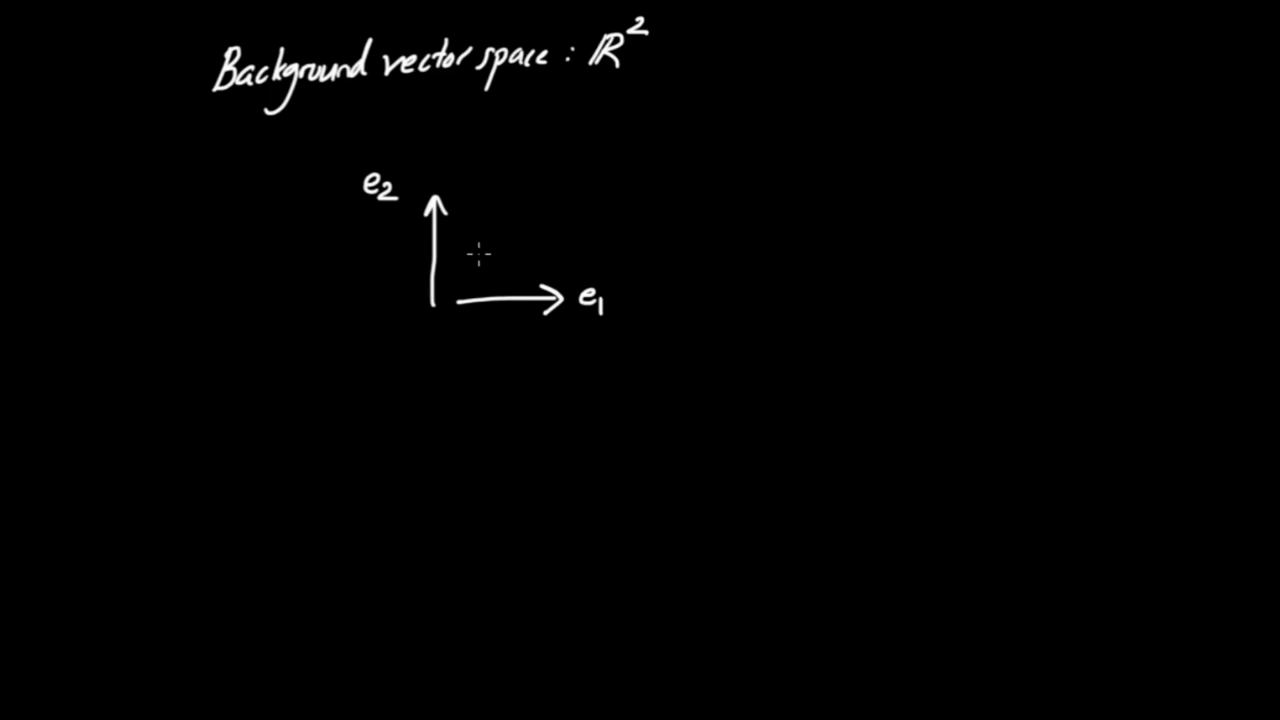 Background vector space : ℝ²
e₂
e₁